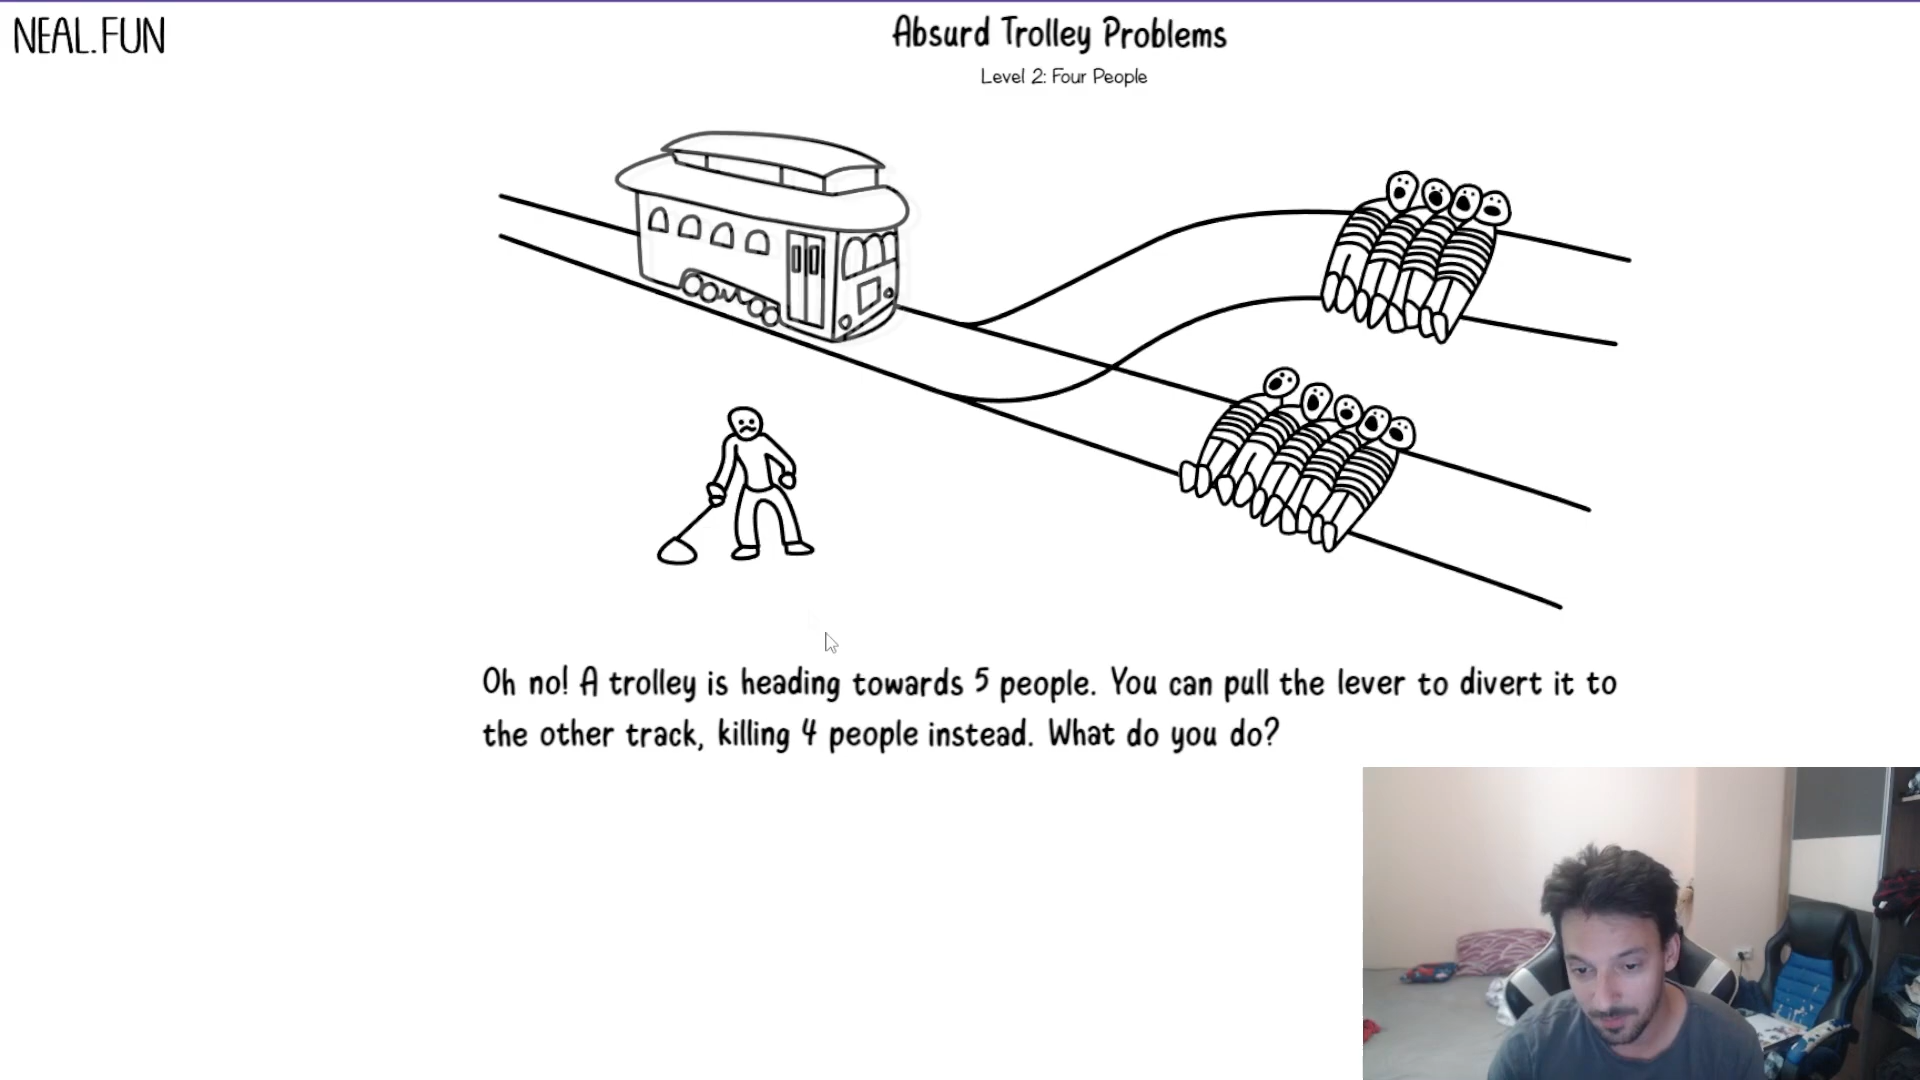 NEAL.FUN
Absurd Trolley Problems
Level 2: Four People
Oh no! A trolley is heading towards 5 people. You can pull the lever to divert it to
the other track, killing 4 people instead. What do you do?